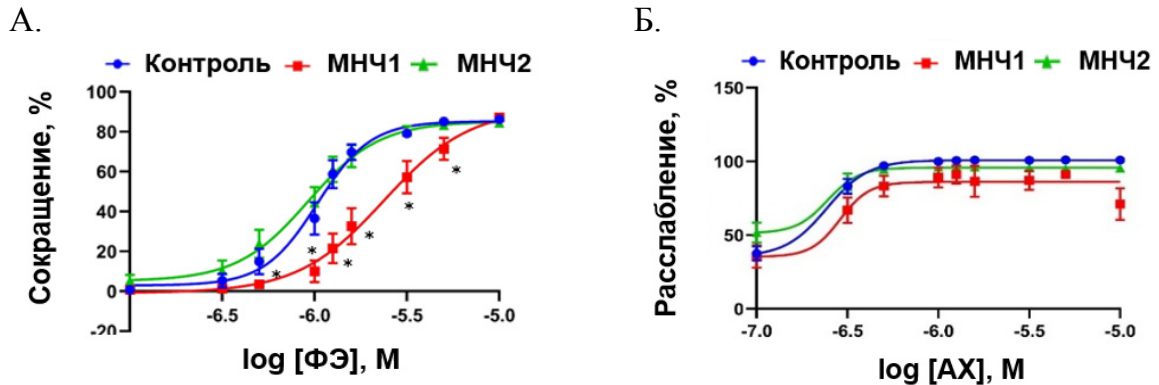 А.
Контроль МНЧ1 МНЧ2
Сокращение, %
100
80
60
40
20
0
-20
-6.5 -6.0 -5.5 -5.0
log [ФЭ], М
* * * * * *
Б.
Контроль МНЧ1 МНЧ2
Расслабление, %
150
100
50
0
-7.0 -6.5 -6.0 -5.5 -5.0
log [АХ], М